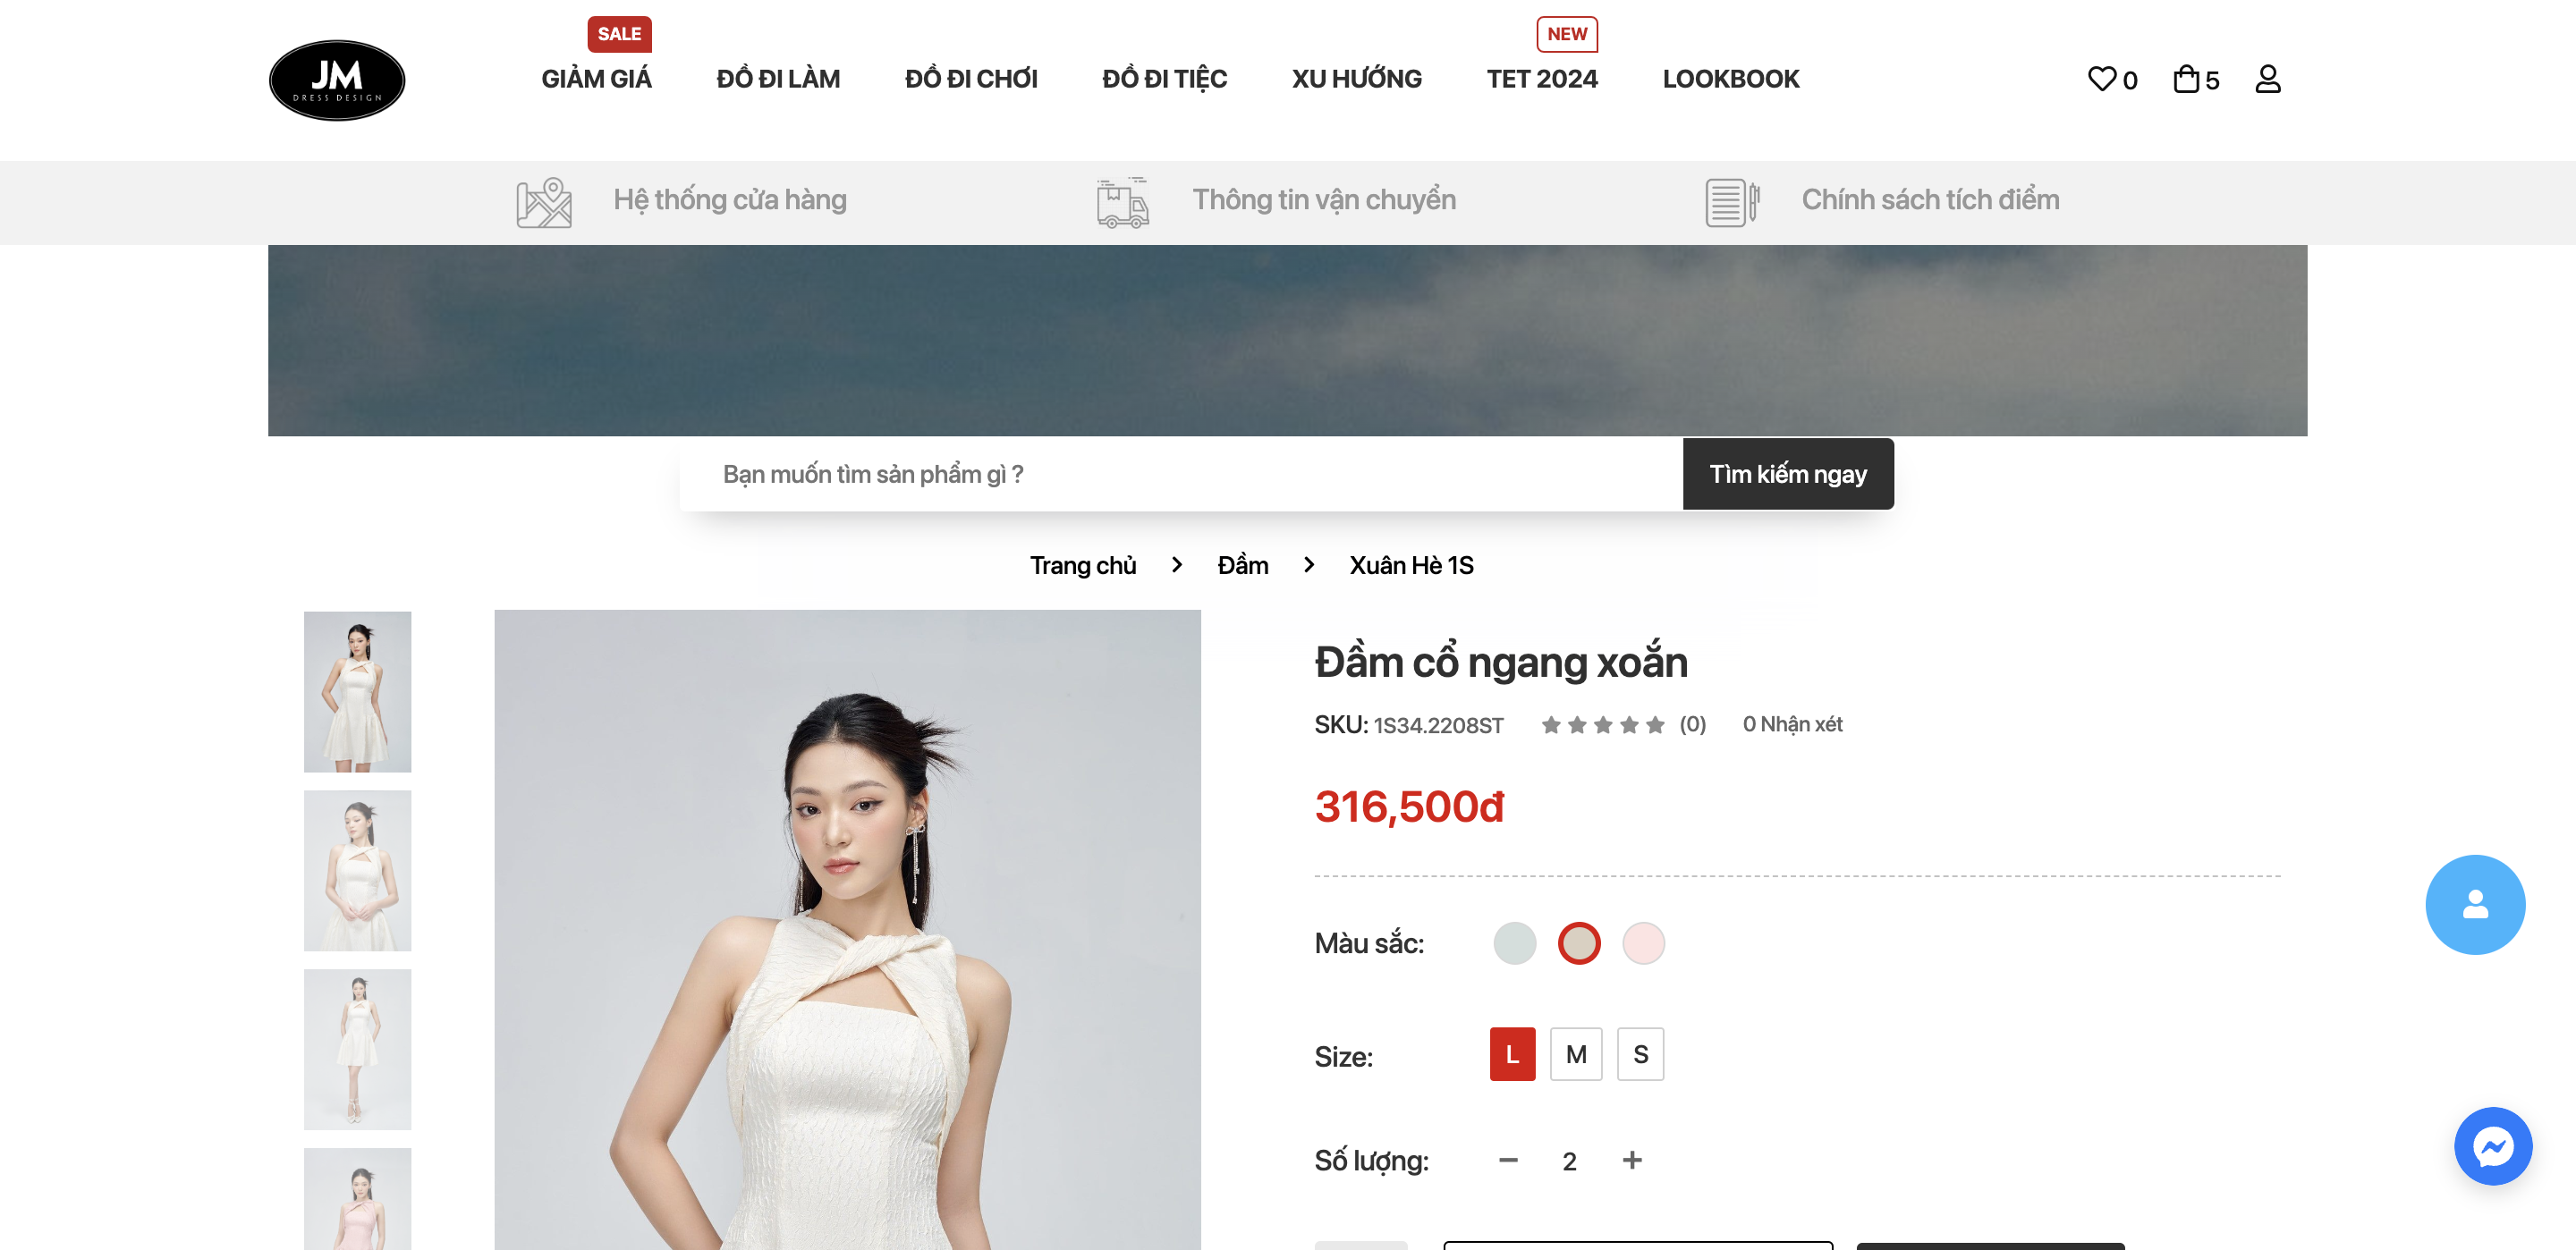 SALE
NEW
JM
DRESS DESIGN
GIẢM GIÁ ĐỒ ĐI LÀM ĐỒ ĐI CHƠI ĐỒ ĐI TIỆC XU HƯỚNG TET 2024 LOOKBOOK 0 5
Hệ thống cửa hàng Thông tin vận chuyển Chính sách tích điểm
Bạn muốn tìm sản phẩm gì ? Tìm kiếm ngay
Trang chủ > Đầm > Xuân Hè 1S
Đầm cổ ngang xoắn
SKU: 1S34.2208ST (0) 0 Nhận xét
316,500đ
Màu sắc:
Size: L M S
Số lượng: − 2 +